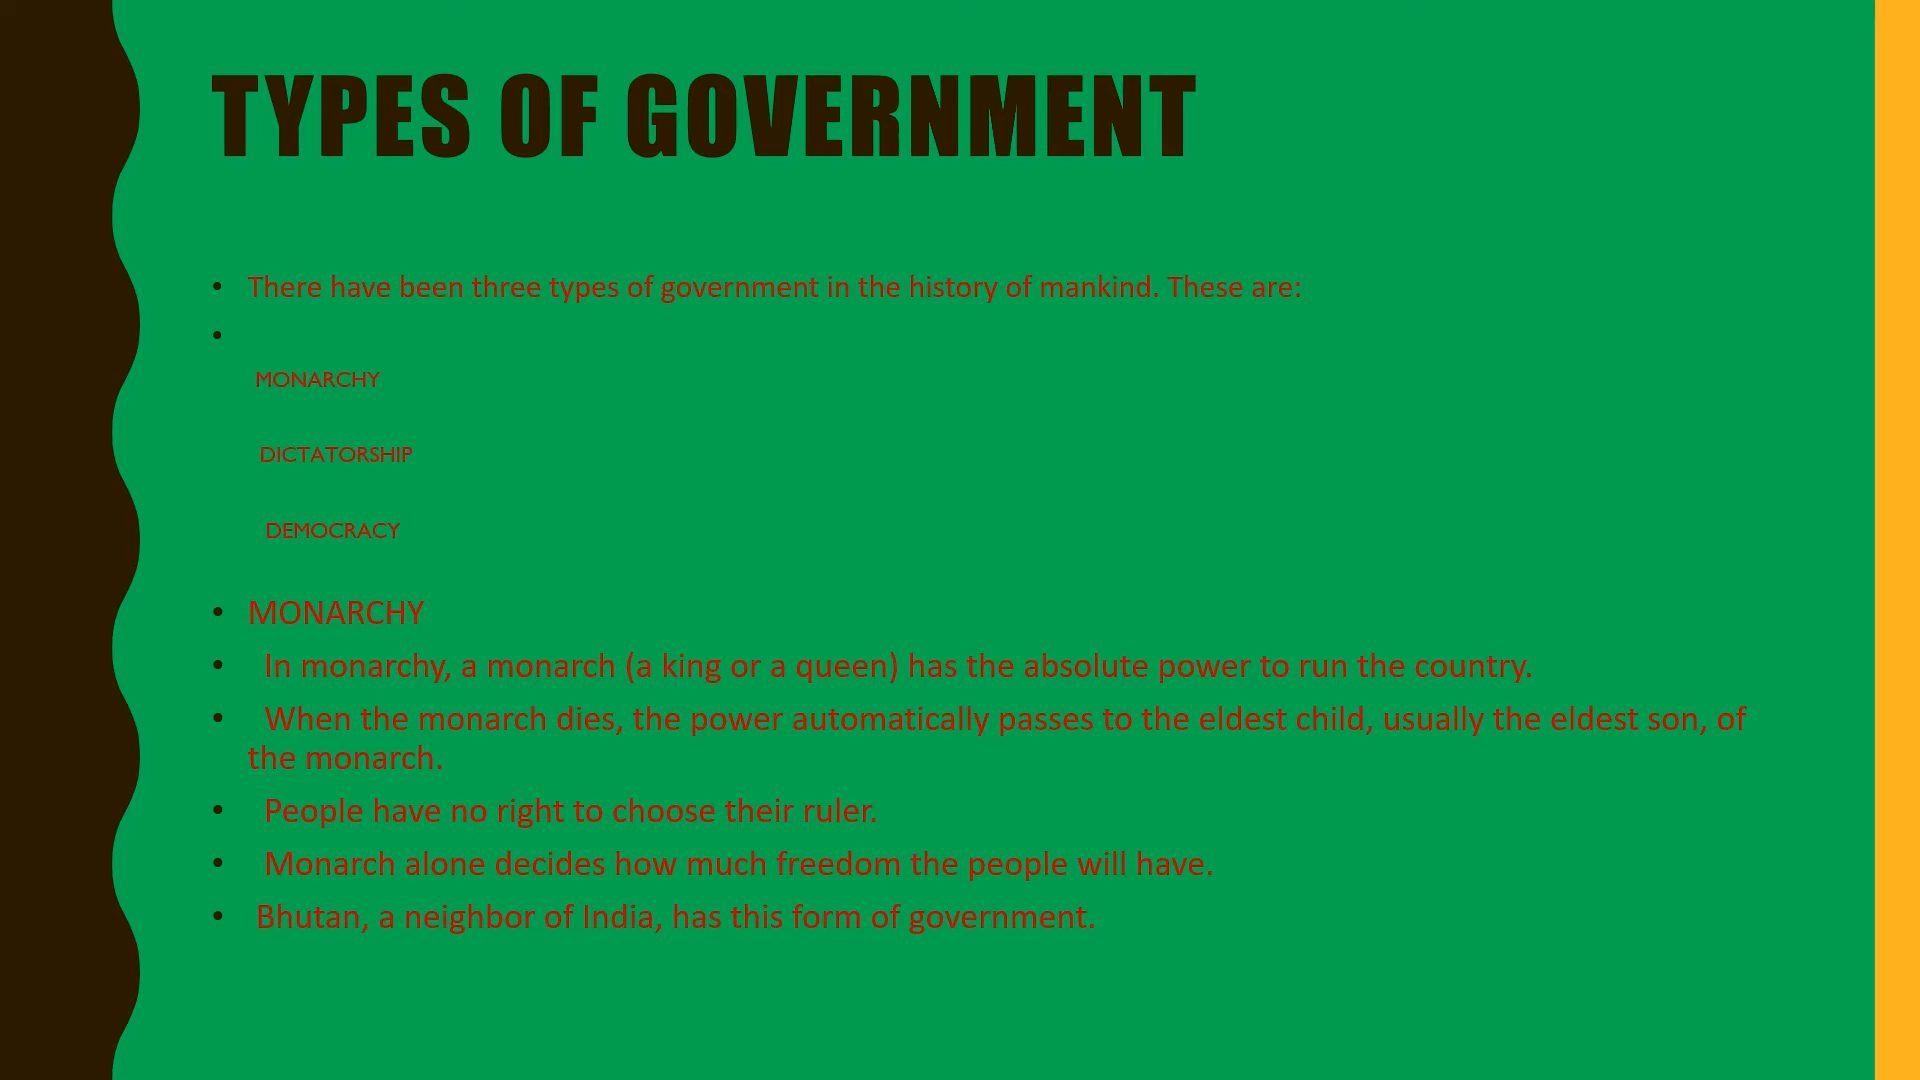 TYPES OF GOVERNMENT
• There have been three types of government in the history of mankind. These are:
•
MONARCHY
DICTATORSHIP
DEMOCRACY
• MONARCHY
• In monarchy, a monarch (a king or a queen) has the absolute power to run the country.
• When the monarch dies, the power automatically passes to the eldest child, usually the eldest son, of
the monarch.
• People have no right to choose their ruler.
• Monarch alone decides how much freedom the people will have.
• Bhutan, a neighbor of India, has this form of government.